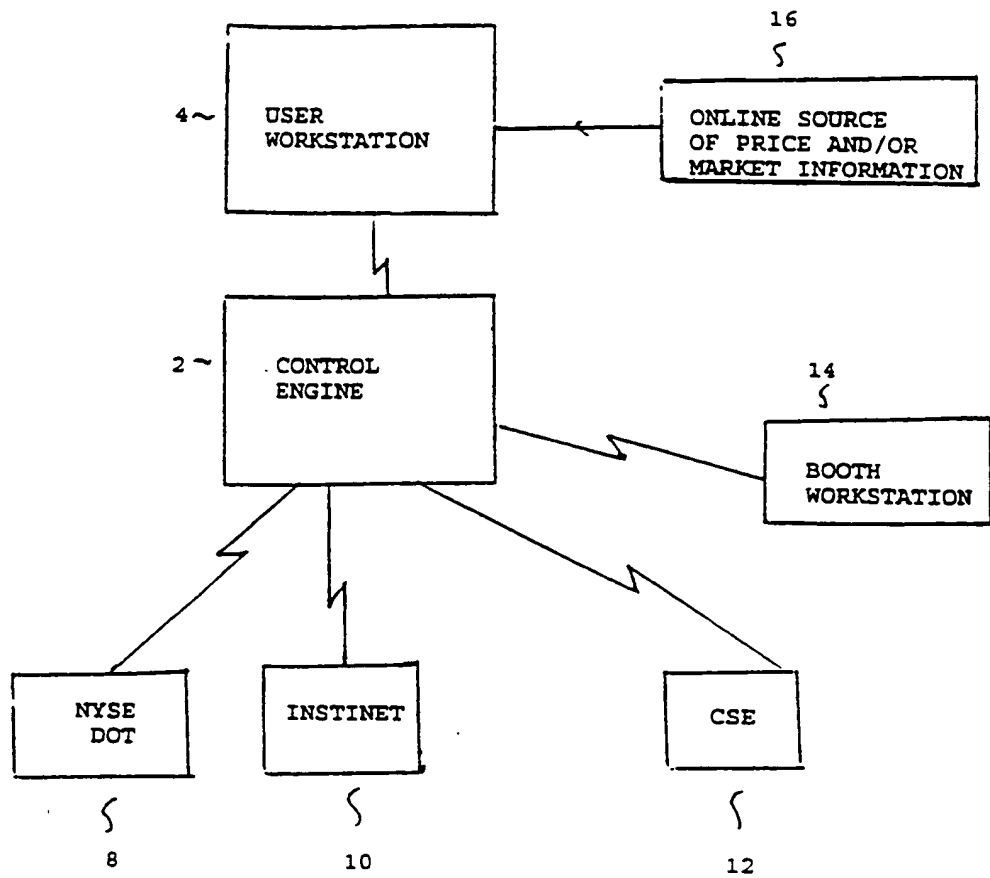 16
4~
USER
WORKSTATION
ONLINE SOURCE
OF PRICE AND/OR
MARKET INFORMATION
2~
CONTROL
ENGINE
14
BOOTH
WORKSTATION
NYSE
DOT
INSTINET
CSE
8
10
12